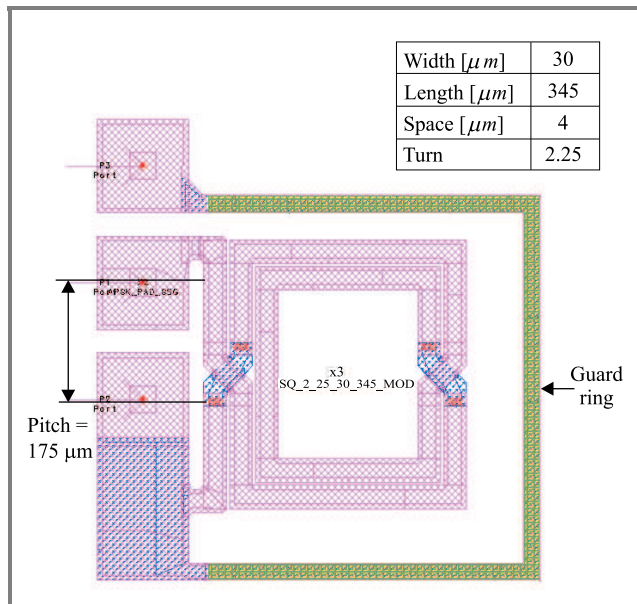 Width [μm] 30
Length [μm] 345
Space [μm] 4
Turn 2.25
P3
Port
P1
x3
SQ_2_25_30_345_MOD
Guard
ring
P2
Port
Pitch =
175 μm